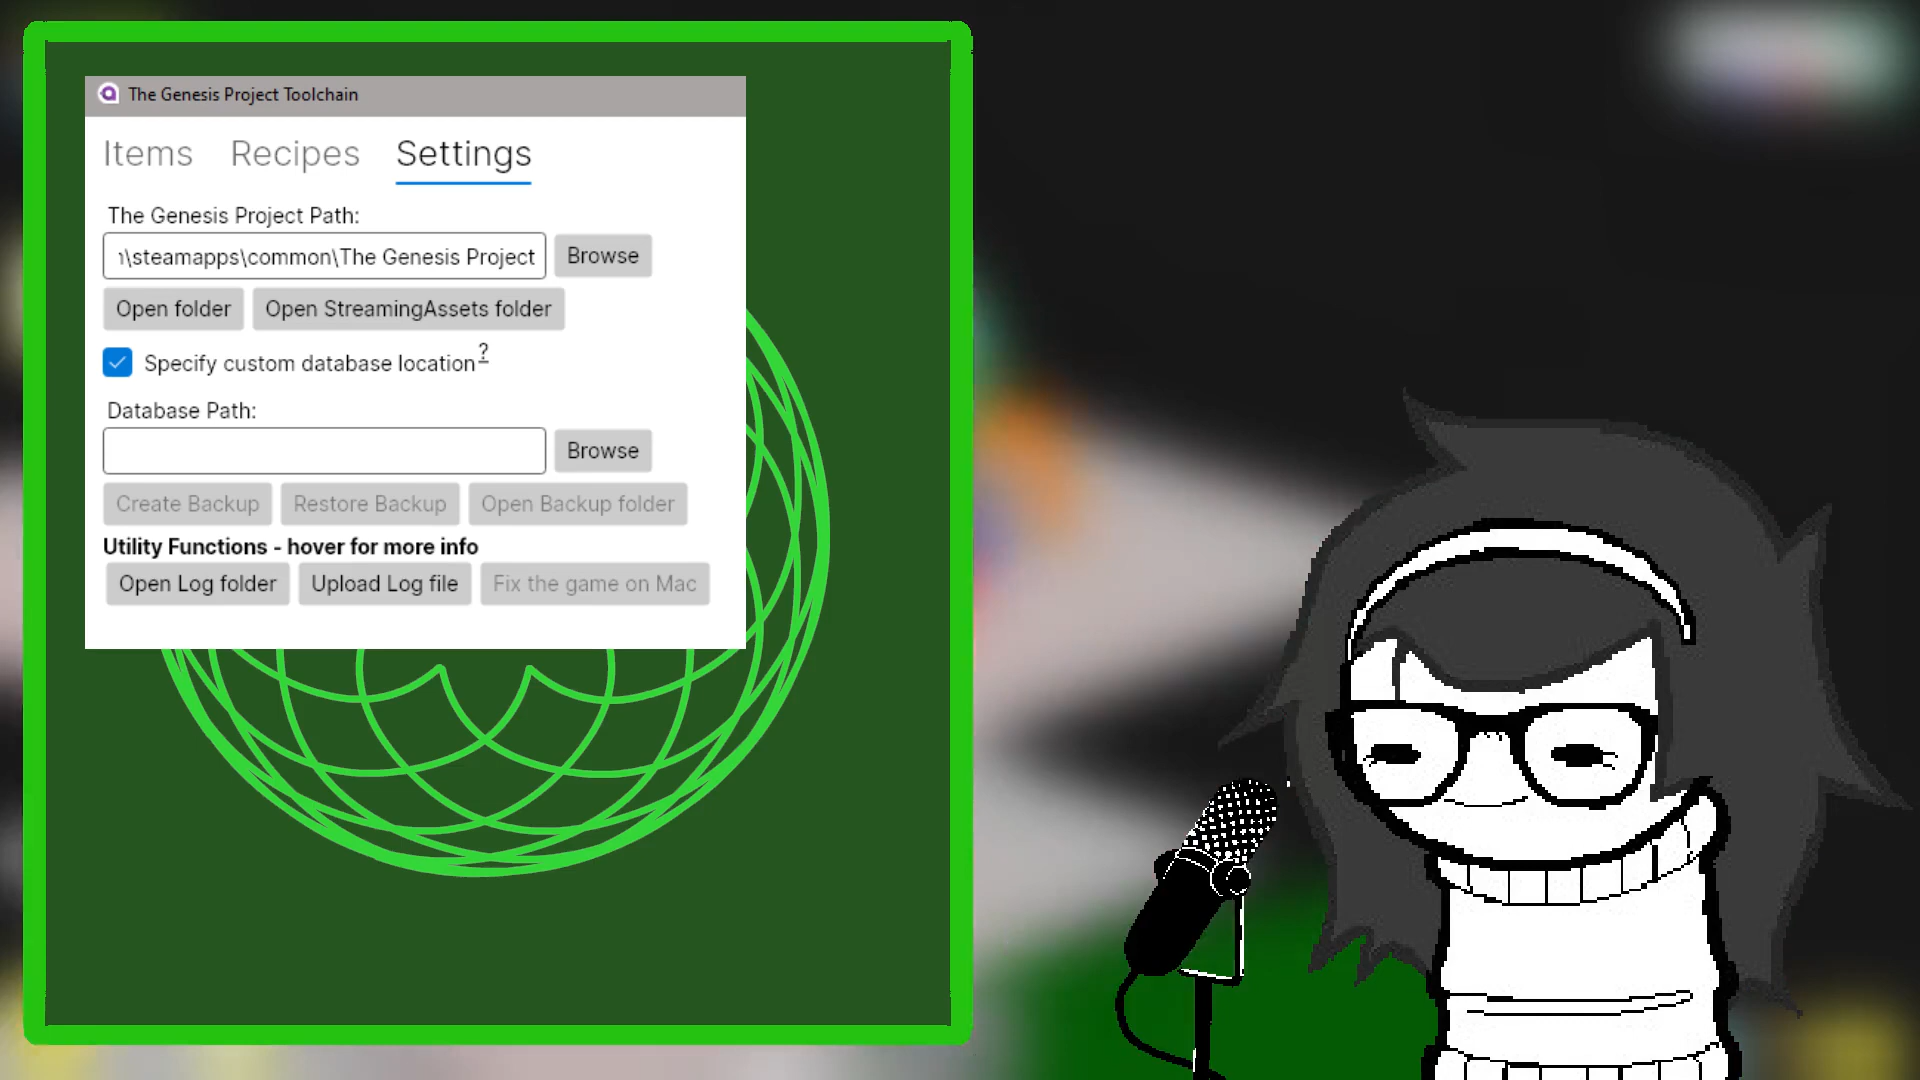 The Genesis Project Toolchain
Items Recipes Settings
The Genesis Project Path:
\steamapps\common\The Genesis Project Browse
Open folder Open StreamingAssets folder
Specify custom database location?
Database Path:
Browse
Create Backup Restore Backup Open Backup folder
Utility Functions - hover for more info
Open Log folder Upload Log file Fix the game on Mac